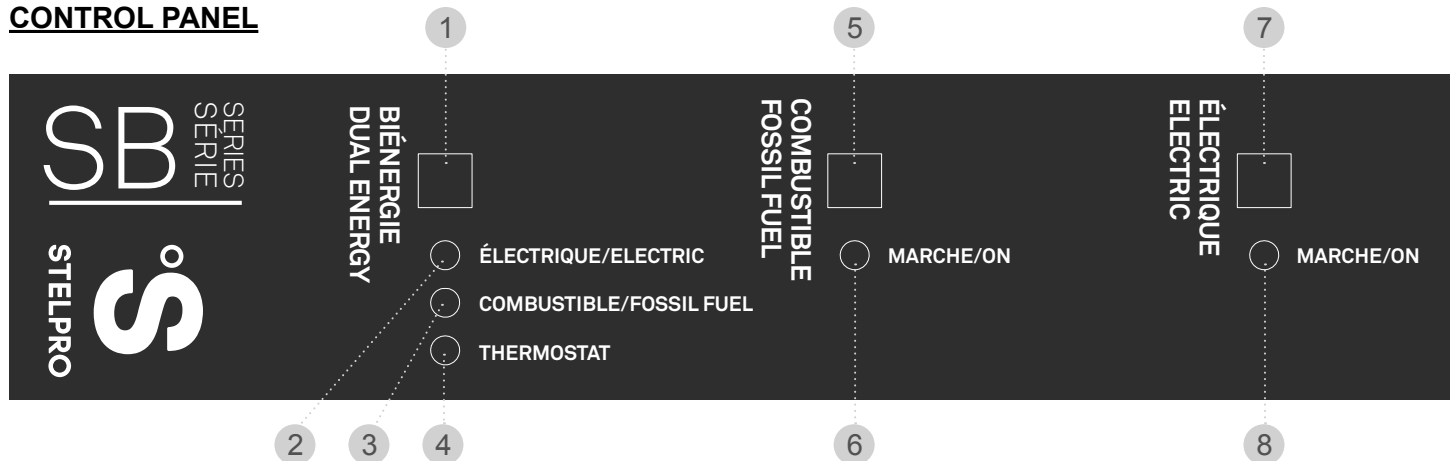 CONTROL PANEL
1
5
7
SB
SERIES
SÉRIE
STELPRO
BIÉNERGIE
DUAL ENERGY
ÉLECTRIQUE/ELECTRIC
COMBUSTIBLE/FOSSIL FUEL
THERMOSTAT
COMBUSTIBLE
FOSSIL FUEL
MARCHE/ON
ÉLECTRIQUE
ELECTRIC
MARCHE/ON
2
3
4
6
8